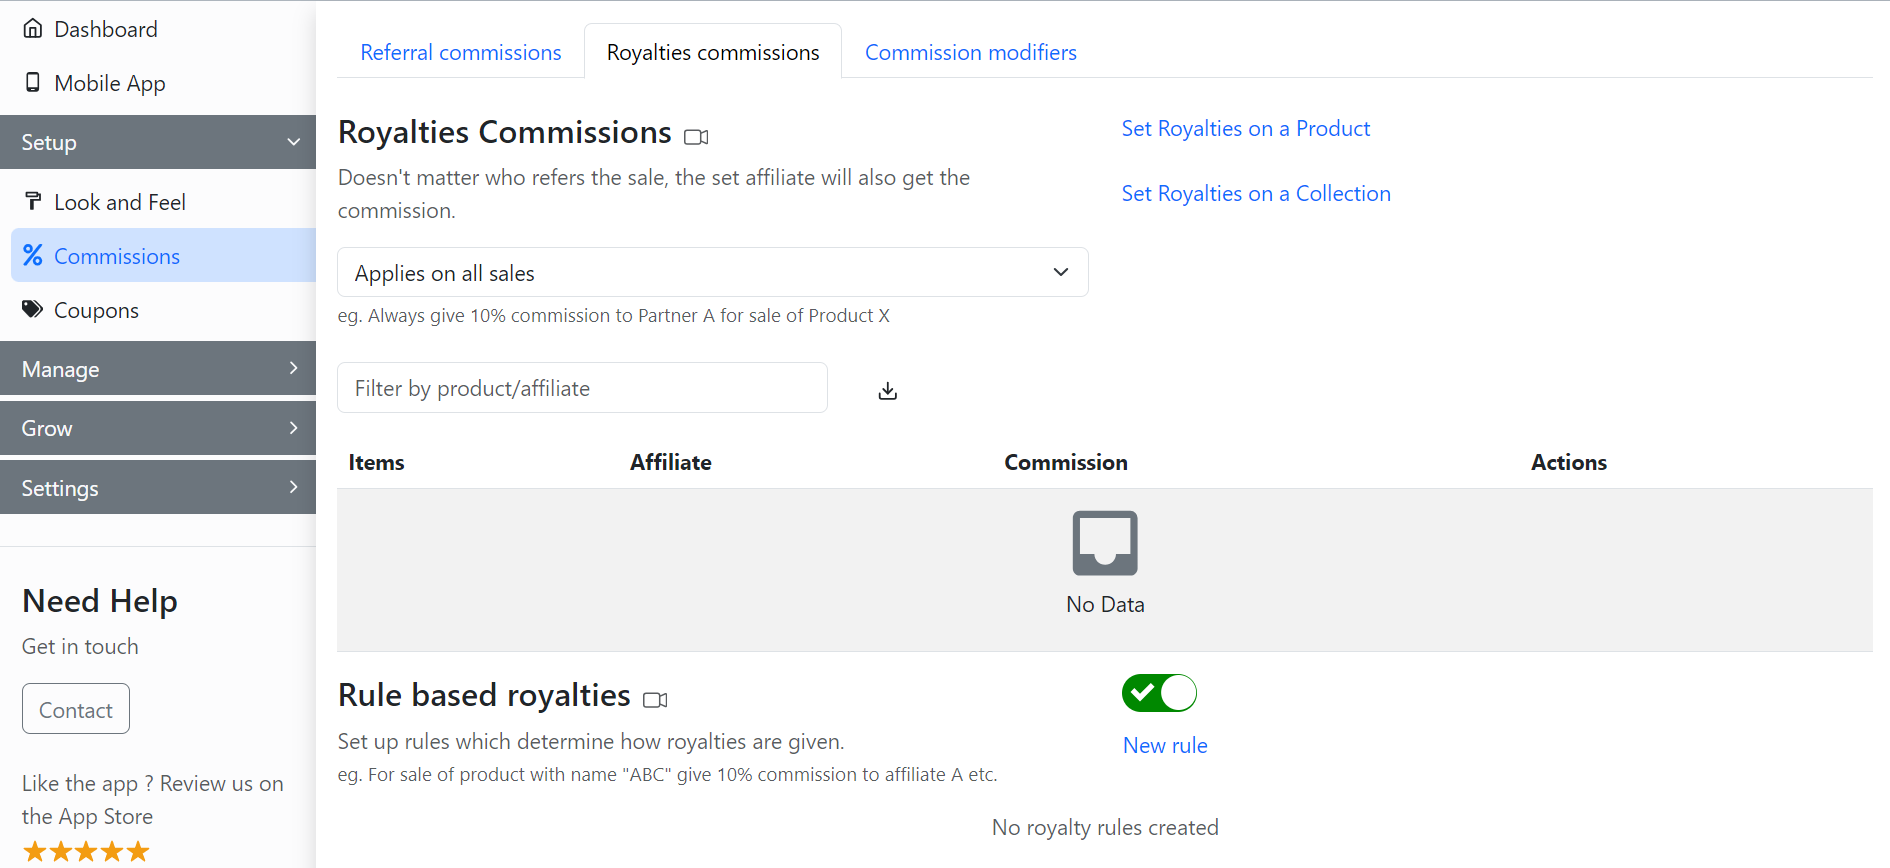 Dashboard
Mobile App
Setup
Look and Feel
Commissions
Coupons
Manage
Grow
Settings
Need Help
Get in touch
Contact
Like the app ? Review us on
the App Store
Referral commissions
Royalties commissions
Commission modifiers
Royalties Commissions
Doesn't matter who refers the sale, the set affiliate will also get the
commission.
Set Royalties on a Product
Set Royalties on a Collection
Applies on all sales
eg. Always give 10% commission to Partner A for sale of Product X
Filter by product/affiliate
Items Affiliate Commission Actions
No Data
Rule based royalties
Set up rules which determine how royalties are given.
eg. For sale of product with name "ABC" give 10% commission to affiliate A etc.
New rule
No royalty rules created